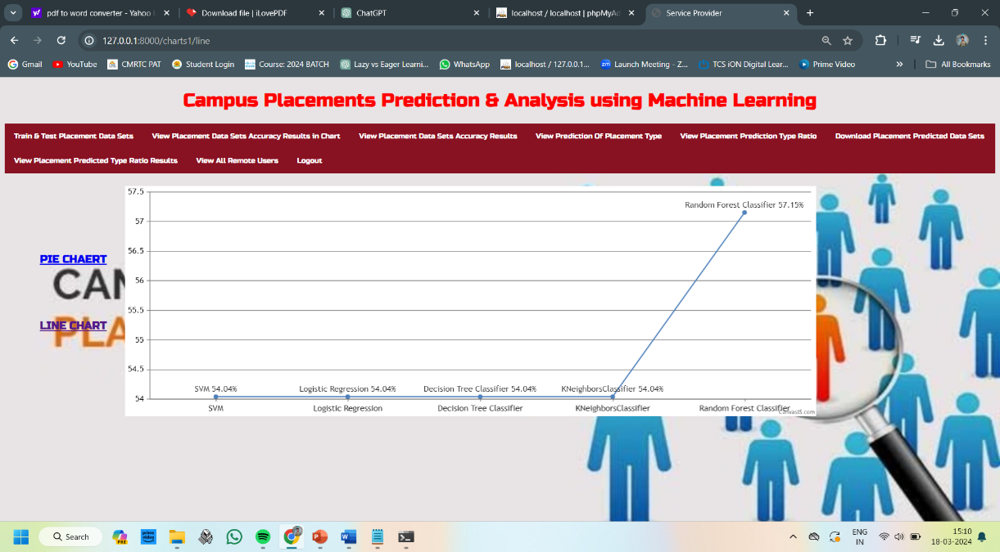 pdf to word converter - Yahoo
Download file | iLovePDF
ChatGPT
localhost / localhost | phpMyAd
Service Provider
127.0.0.1:8000/charts1/line
Gmail
YouTube
CMRTC PAT
Student Login
Course: 2024 BATCH
Lazy vs Eager Learni...
WhatsApp
localhost / 127.0.0.1...
zm
Launch Meeting - Z...
TCS iON Digital Lear...
Prime Video
»
All Bookmarks
Campus Placements Prediction & Analysis using Machine Learning
Train & Test Placement Data Sets
View Placement Data Sets Accuracy Results in Chart
View Placement Data Sets Accuracy Results
View Prediction Of Placement Type
View Placement Prediction Type Ratio
Download Placement Predicted Data Sets
View Placement Predicted Type Ratio Results
View All Remote Users
Logout
PIE CHAERT
LINE CHART
CAN
PLA
57.5
57
56.5
56
55.5
55
54.5
54
Random Forest Classifier 57.15%
SVM 54.04%
Logistic Regression 54.04%
Decision Tree Classifier 54.04%
KNeighborsClassifier 54.04%
SVM
Logistic Regression
Decision Tree Classifier
KNeighborsClassifier
Random Forest Classifier
CanvasJS.com
Search
PRE
prime video
ENG
IN
15:10
18-03-2024